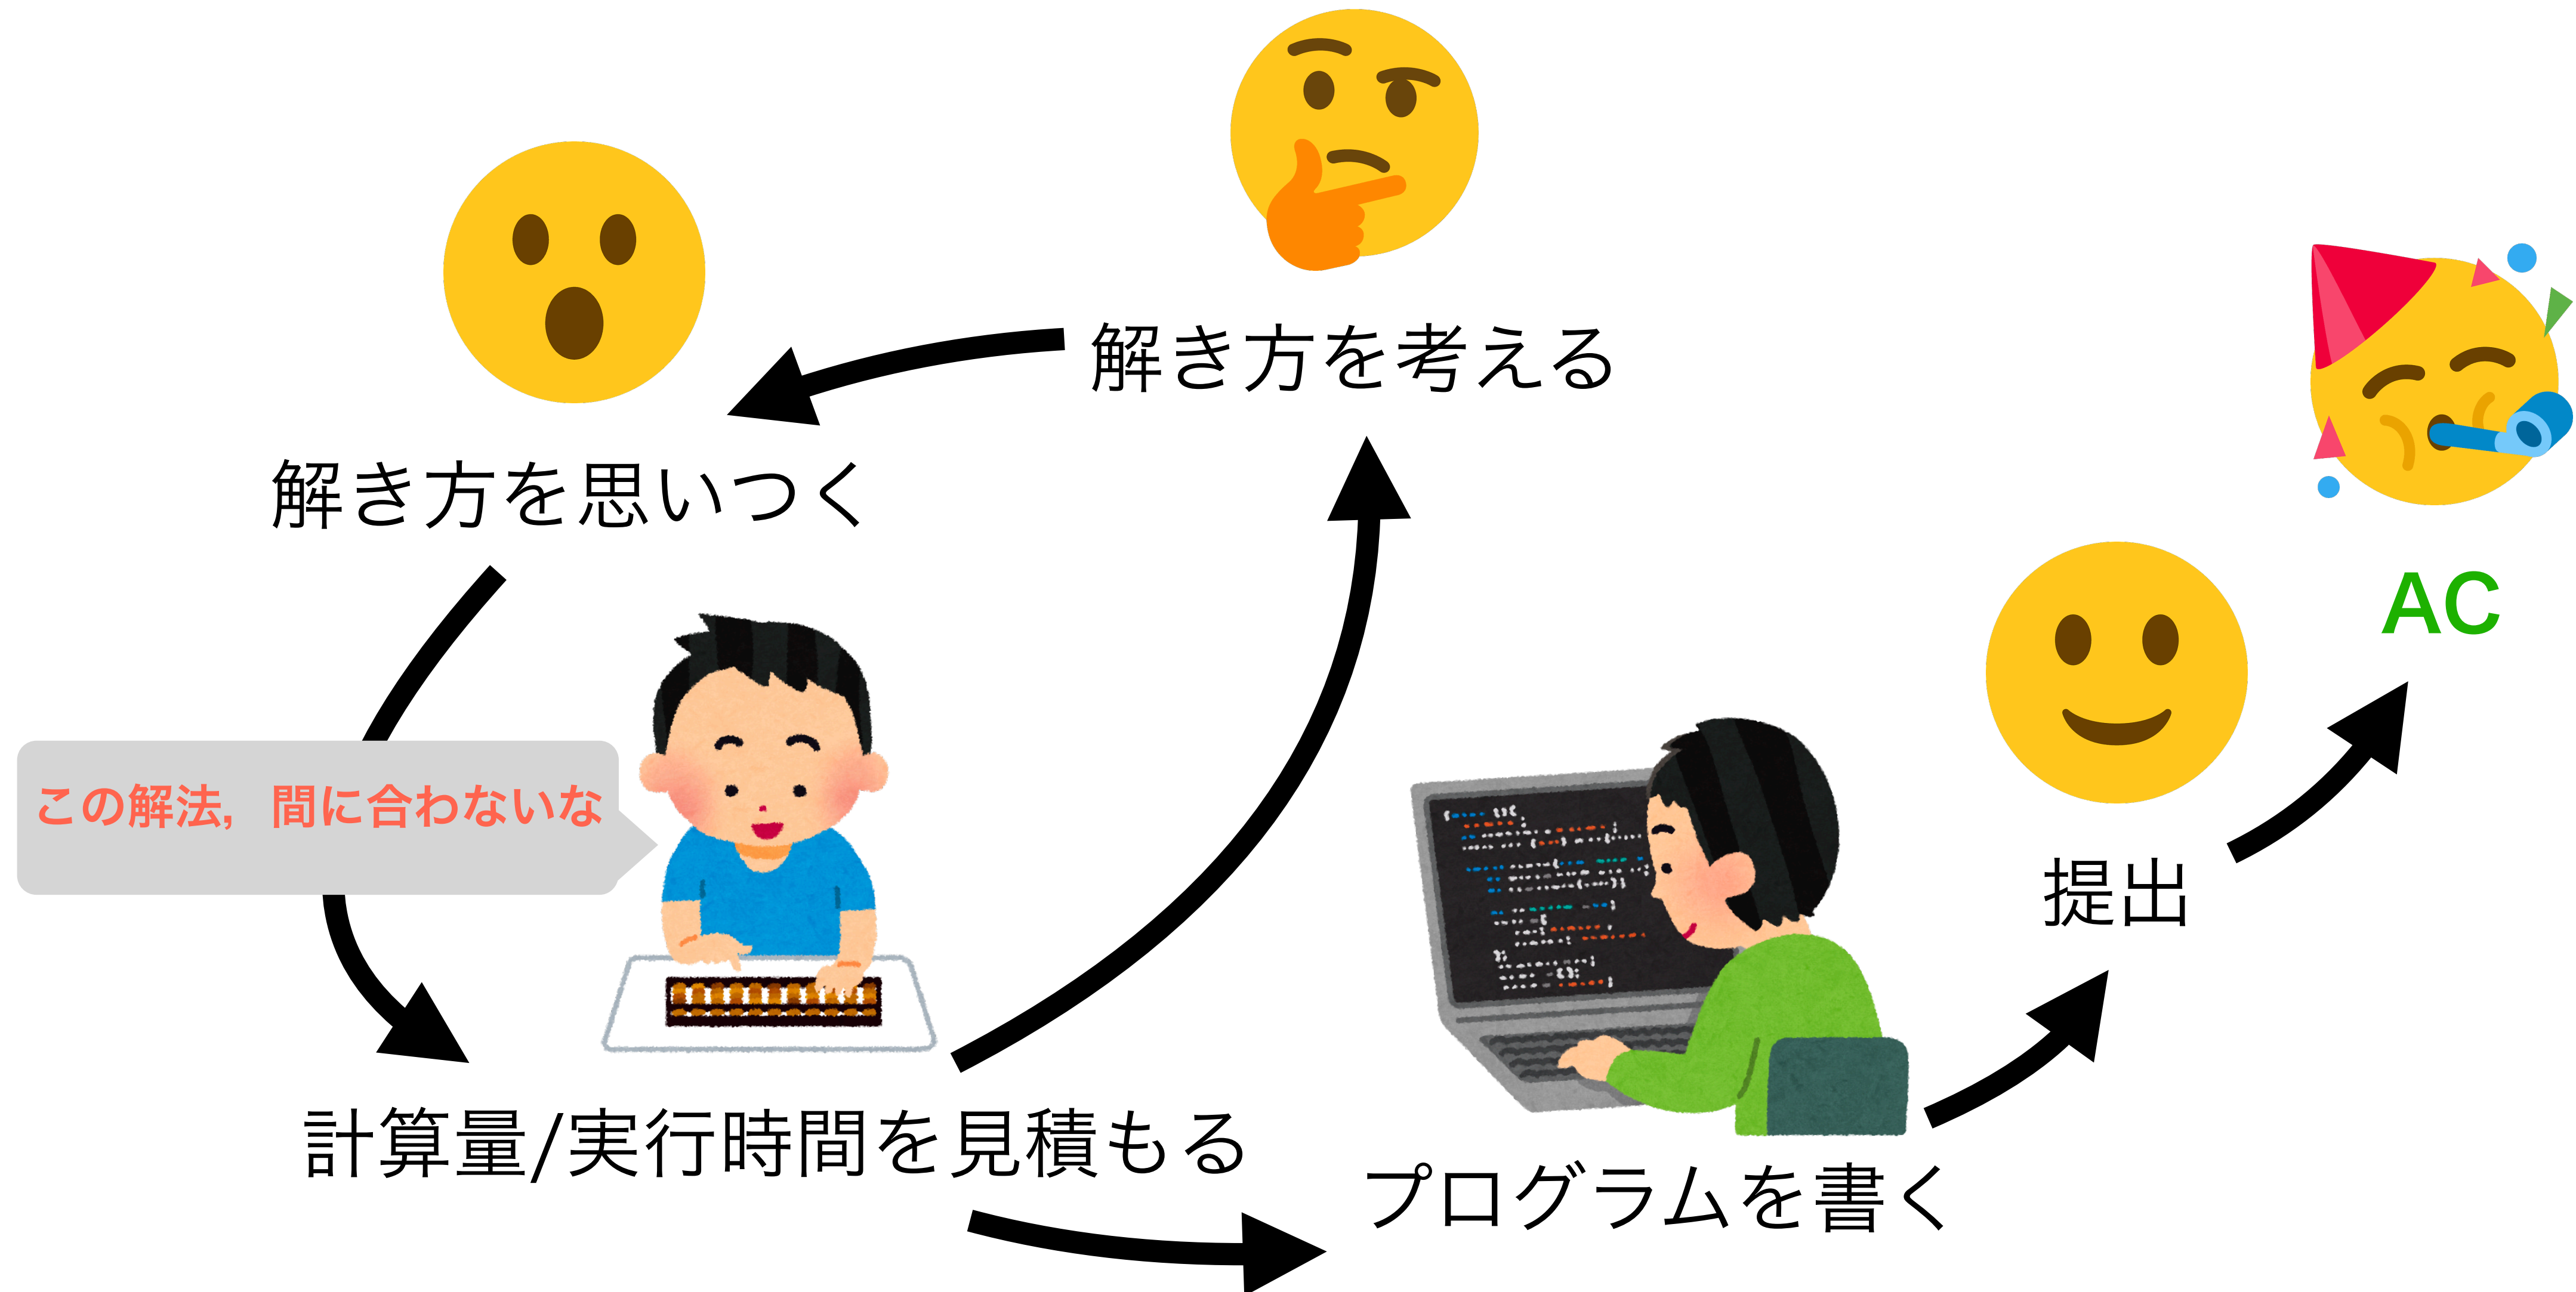 解き方を考える
解き方を思いつく
この解法，間に合わないな
計算量/実行時間を見積もる
プログラムを書く
提出
AC